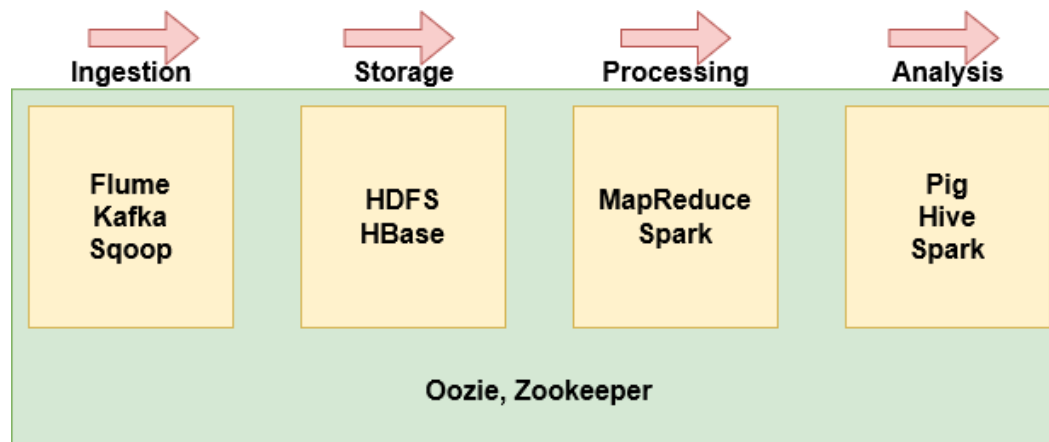 Ingestion
Storage
Processing
Analysis
Flume
Kafka
Sqoop
HDFS
HBase
MapReduce
Spark
Pig
Hive
Spark
Oozie, Zookeeper